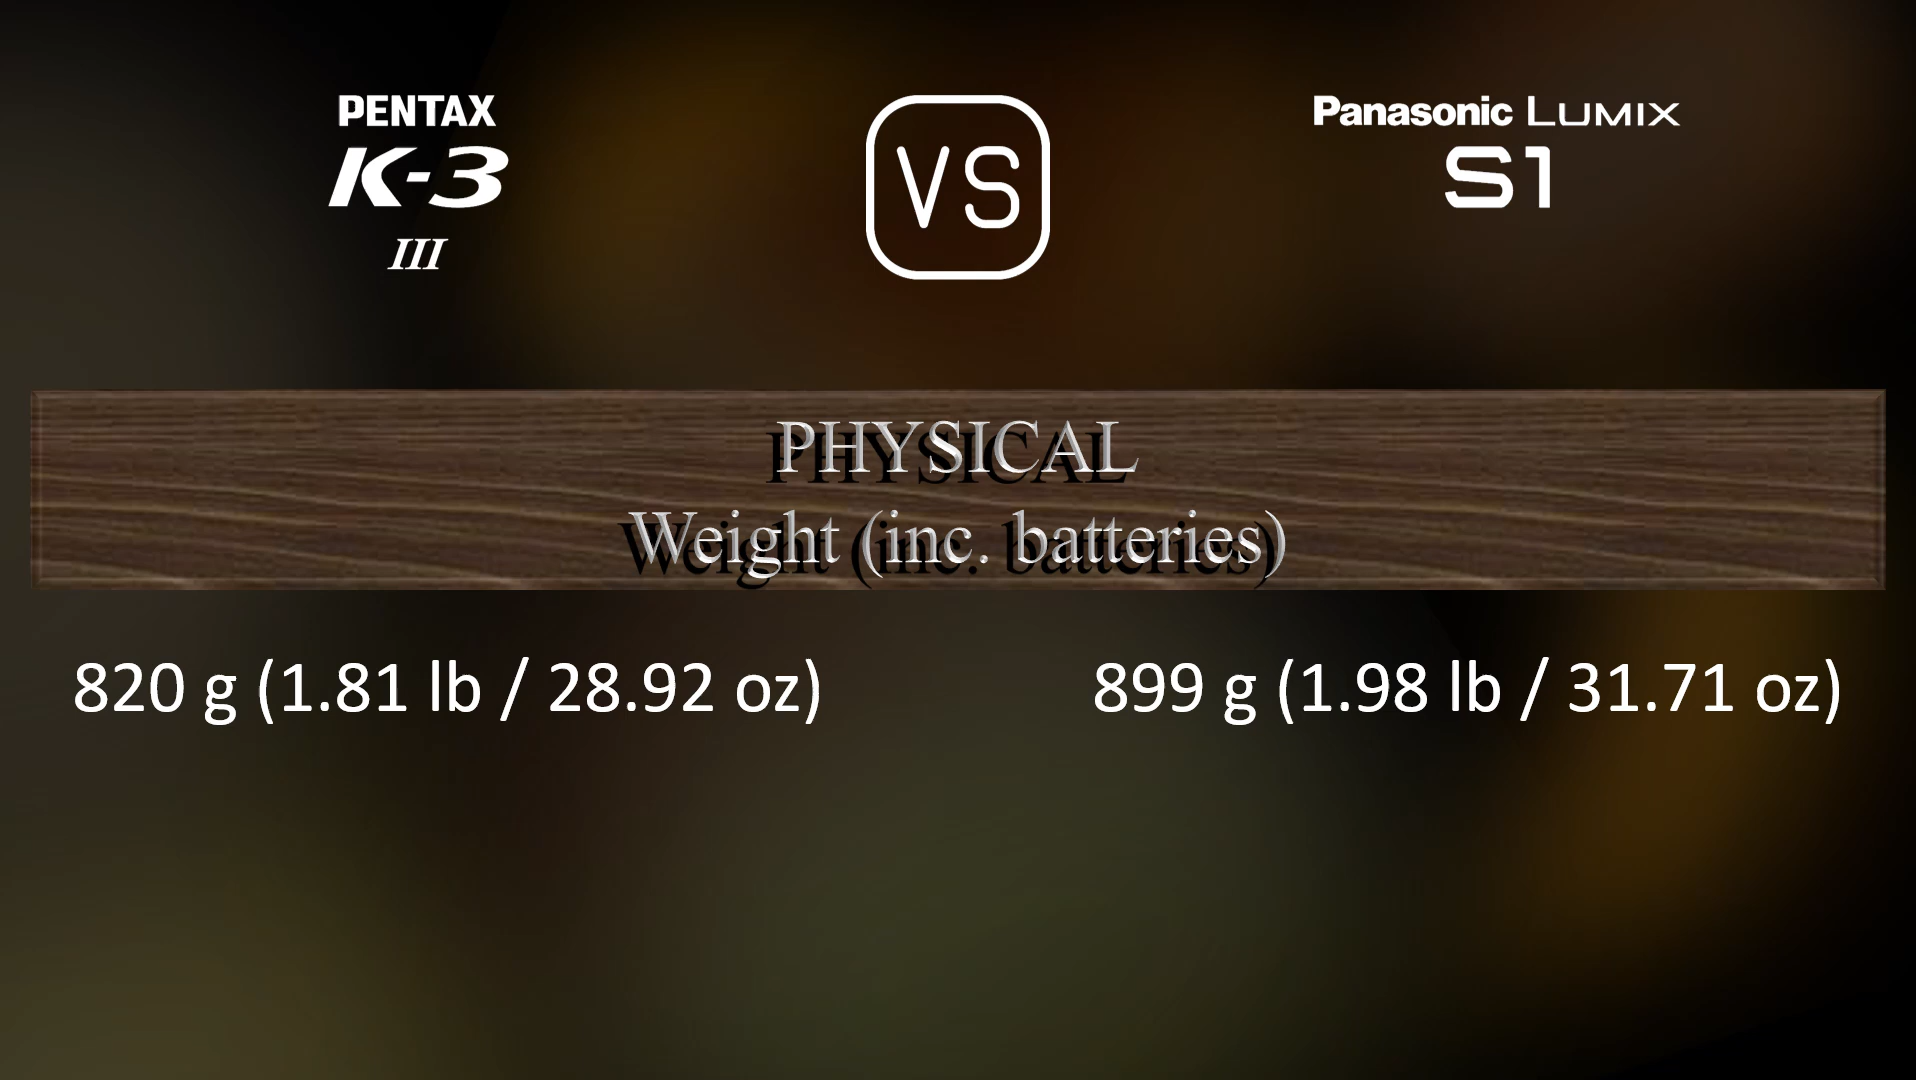 PENTAX
K-3
III
VS
Panasonic LUMIX
S1
PHYSICAL
Weight (inc. batteries)
820 g (1.81 lb / 28.92 oz)
899 g (1.98 lb / 31.71 oz)